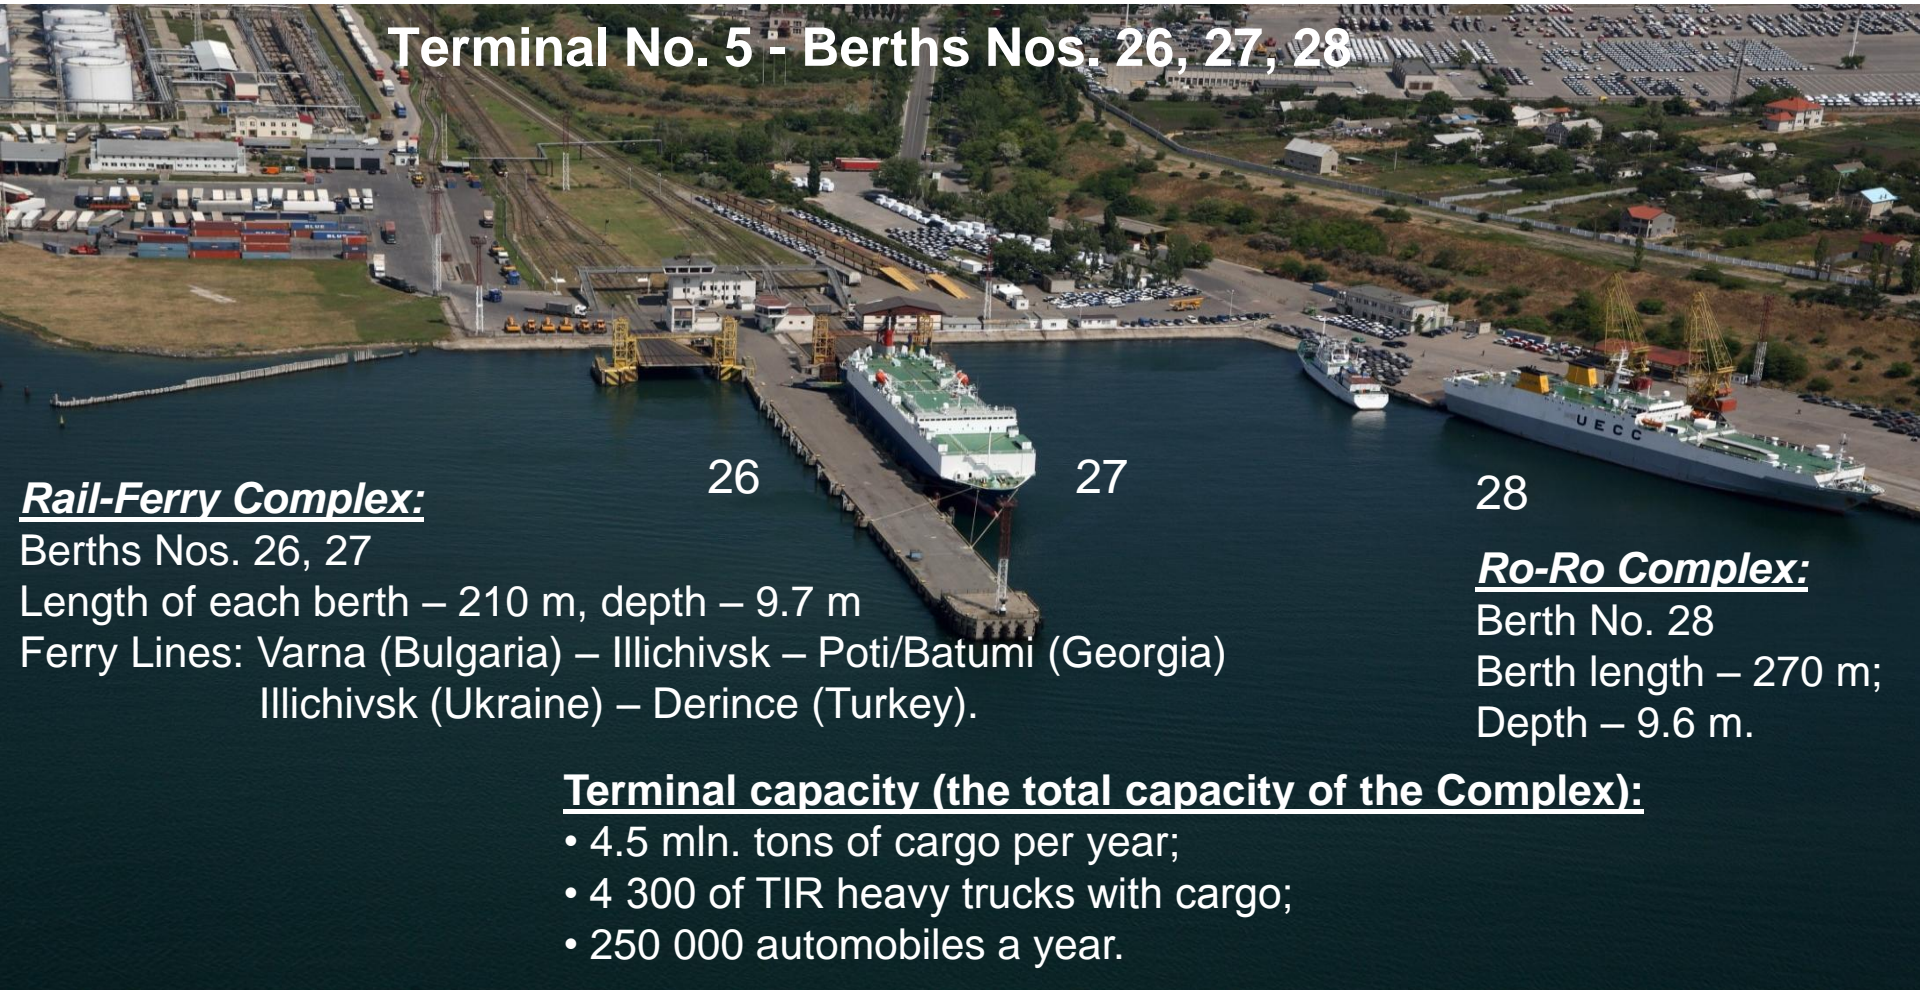 Terminal No. 5 - Berths Nos. 26, 27, 28
UECC
26
27
28
Rail-Ferry Complex:
Berths Nos. 26, 27
Length of each berth – 210 m, depth – 9.7 m
Ferry Lines: Varna (Bulgaria) – Illichivsk – Poti/Batumi (Georgia)
Illichivsk (Ukraine) – Derince (Turkey).
Ro-Ro Complex:
Berth No. 28
Berth length – 270 m;
Depth – 9.6 m.
Terminal capacity (the total capacity of the Complex):
• 4.5 mln. tons of cargo per year;
• 4 300 of TIR heavy trucks with cargo;
• 250 000 automobiles a year.